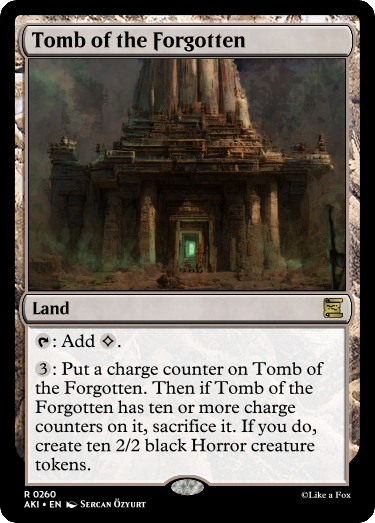 Tomb of the Forgotten
Land
: Add .
3: Put a charge counter on Tomb of
the Forgotten. Then if Tomb of the
Forgotten has ten or more charge
counters on it, sacrifice it. If you do,
create ten 2/2 black Horror creature
tokens.
R 0260
AKI • EN Sercan Özyurt
©Like a Fox